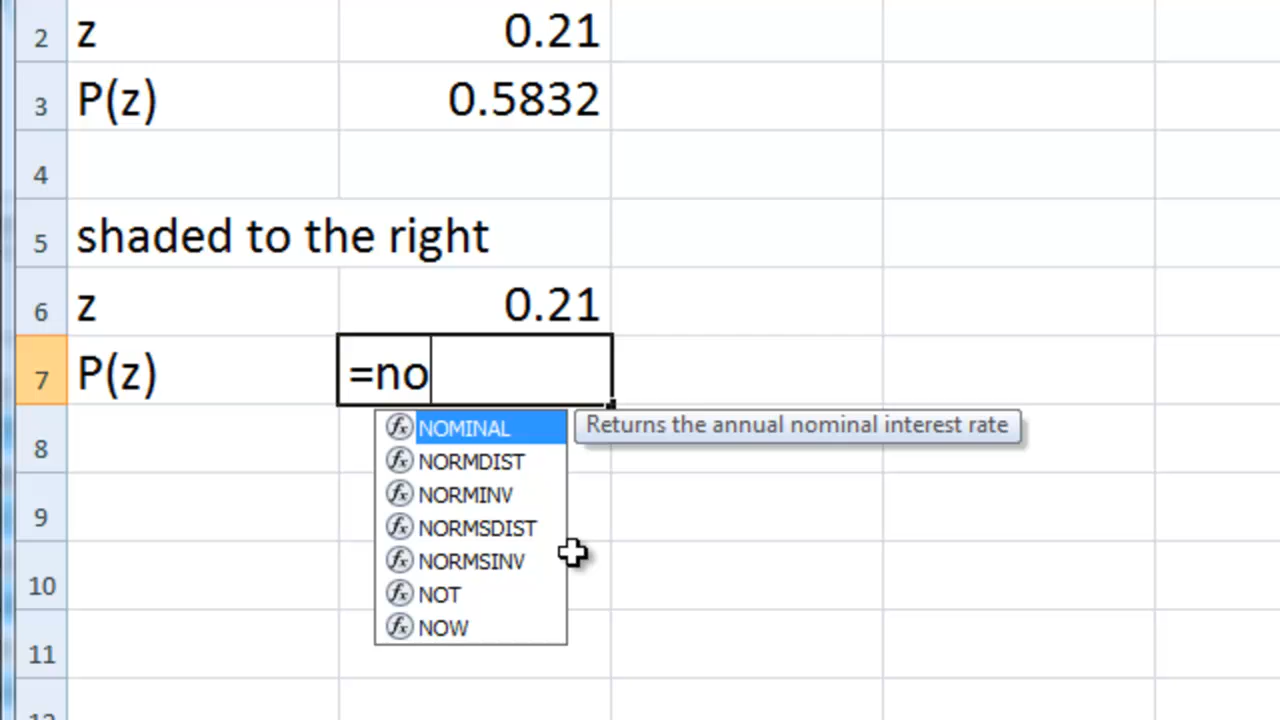 2 z 0.21
3 P(z) 0.5832
4
5 shaded to the right
6 z 0.21
7 P(z) =no
NOMINAL Returns the annual nominal interest rate
8 NORMDIST
NORMINV
9 NORMSDIST
NORMSINV
10 NOT
NOW
11
12